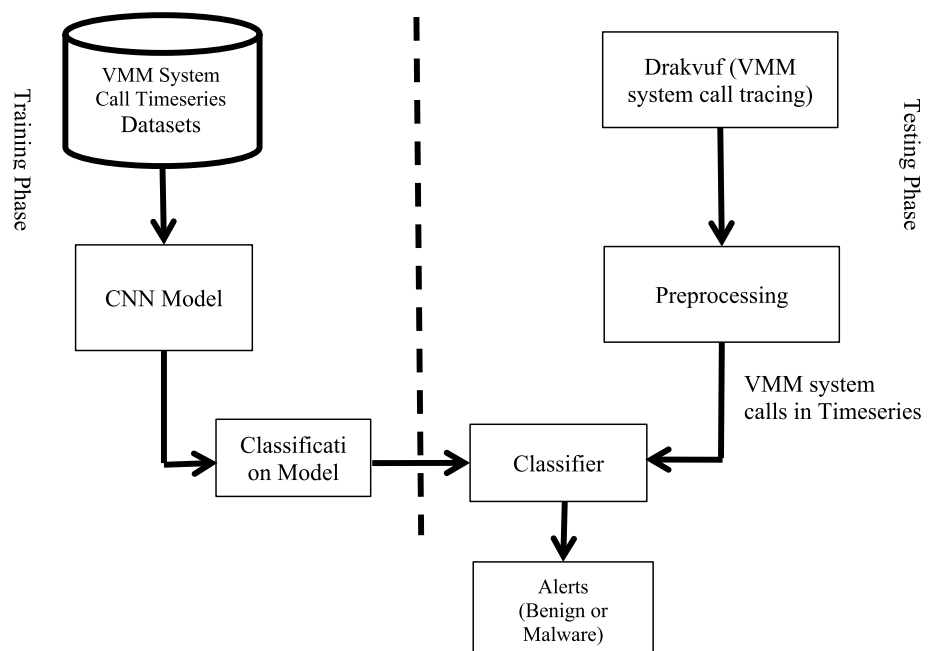 Training Phase
VMM System
Call Timeseries
Datasets
CNN Model
Classificati
on Model
Drakvuf (VMM
system call tracing)
Testing Phase
Preprocessing
VMM system
calls in Timeseries
Classifier
Alerts
(Benign or
Malware)